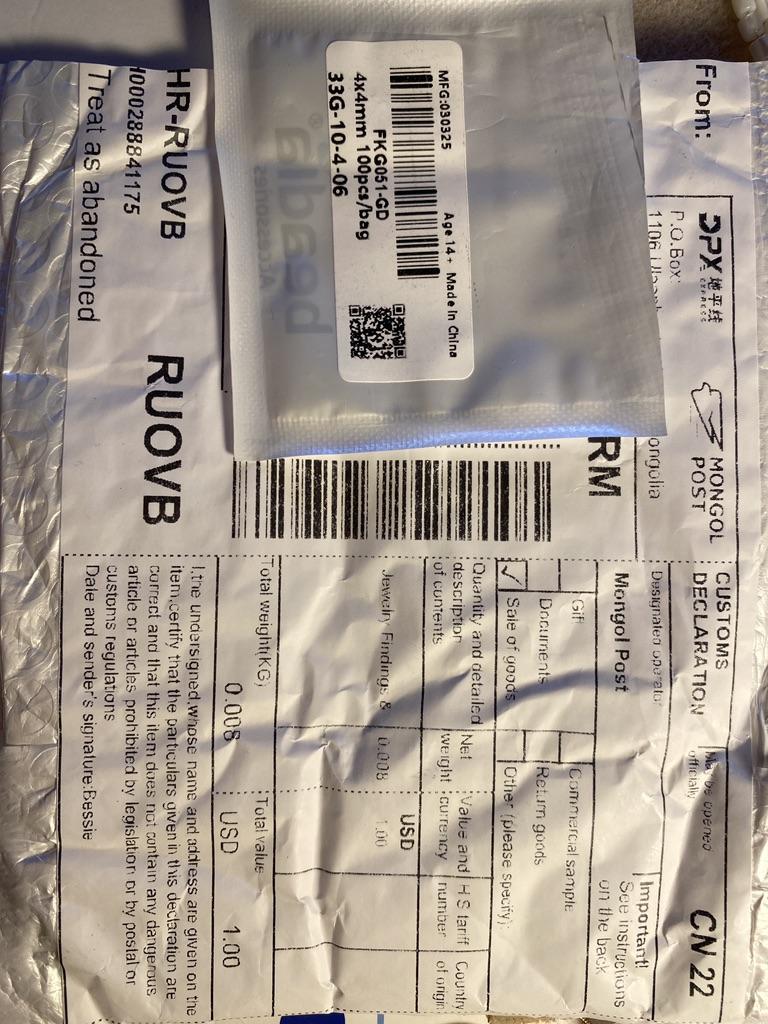 MFG:030325 Age 14+ Made In China
FKG051-GD
4x4mm 100pcs/bag
33G-10-4-06
From:
DPX 地平线
EXPRESS
MONGOL
POST
P.O.Box:
1106
ongolia
RM
HR-RUOVB
RUOVB
H000288841175
Treat as abandoned
CUSTOMS
DECLARATION
May be opened
officially
CN 22
Designated operator
Mongol Post
Important!
See instructions
on the back
Gift
Commercial sample
Documents
Return goods
✓ Sale of goods
Other (please specify)
Quantity and detailed
description
of contents
Net
weight
Value and
currency
H S tariff
number
Country
of origin
USD
Jewelry Findings & 0.008 1.00
Total weight(KG) Total value
0.008 USD 1.00
I,the undersigned,whose name and address are given on the
item,certify that the particulars given in this declaration are
correct and that this item does not contain any dangerous
article or articles prohibited by legislation or by postal or
customs regulations
Date and sender's signature:Bessie